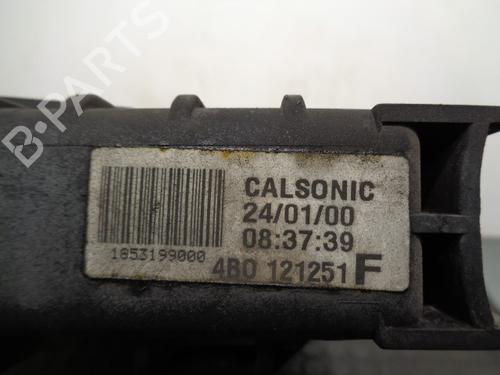 B-PARTS
CALSONIC
24/01/00
08:37:39
1853199000
4B0 121251 F